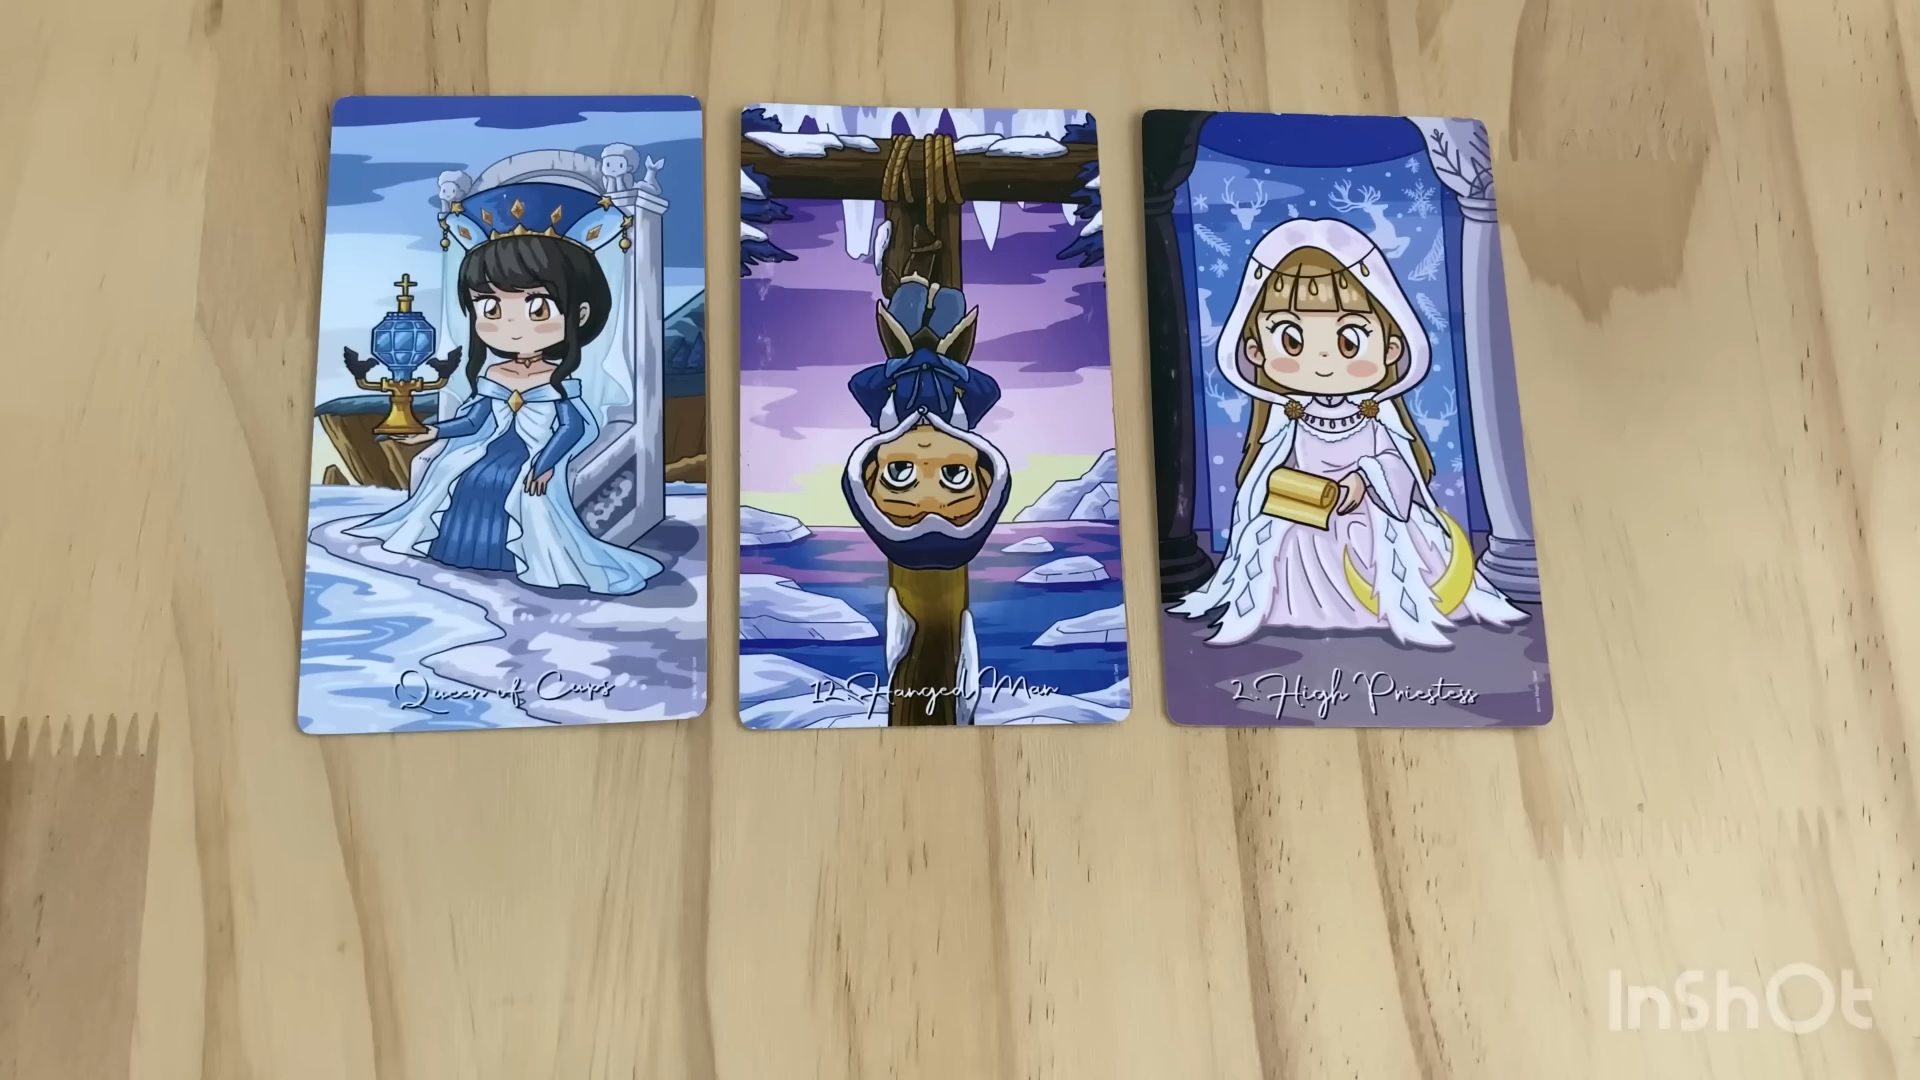 Queen of Cups
12. Hanged Man
2. High Priestess
InShOt